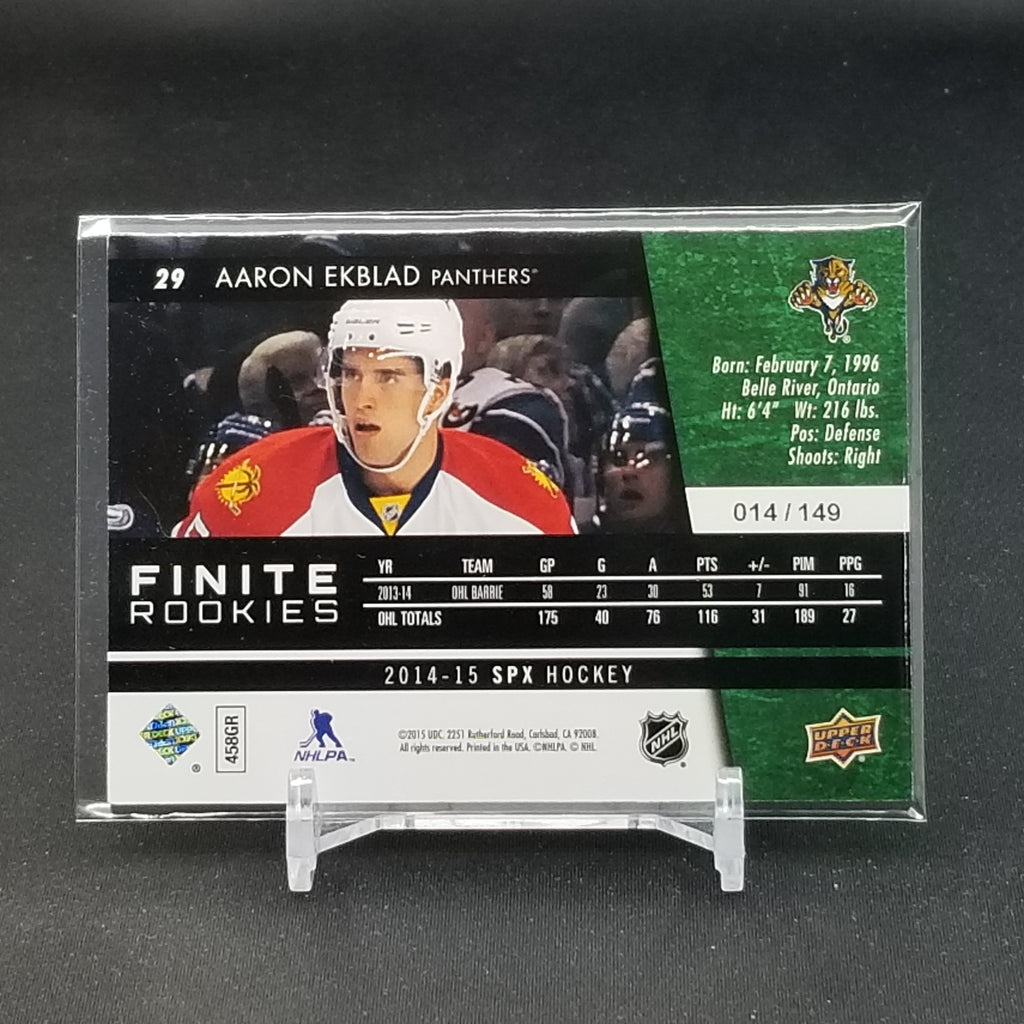 29 AARON EKBLAD PANTHERS™
BAUER
Born: February 7, 1996
Belle River, Ontario
Ht: 6'4" Wt: 216 lbs.
Pos: Defense
Shoots: Right
014 / 149
FINITE
ROOKIES
YR TEAM GP G A PTS +/- PIM PPG
2013-14 OHL BARRIE 58 23 30 53 7 91 16
OHL TOTALS 175 40 76 116 31 189 27
2014-15 SPX HOCKEY
458GR
NHLPA™
©2015 UDC, 2251 Rutherford Road, Carlsbad, CA 92008.
All rights reserved. Printed in the USA. ©NHLPA. © NHL.
NHL
UPPER
DECK